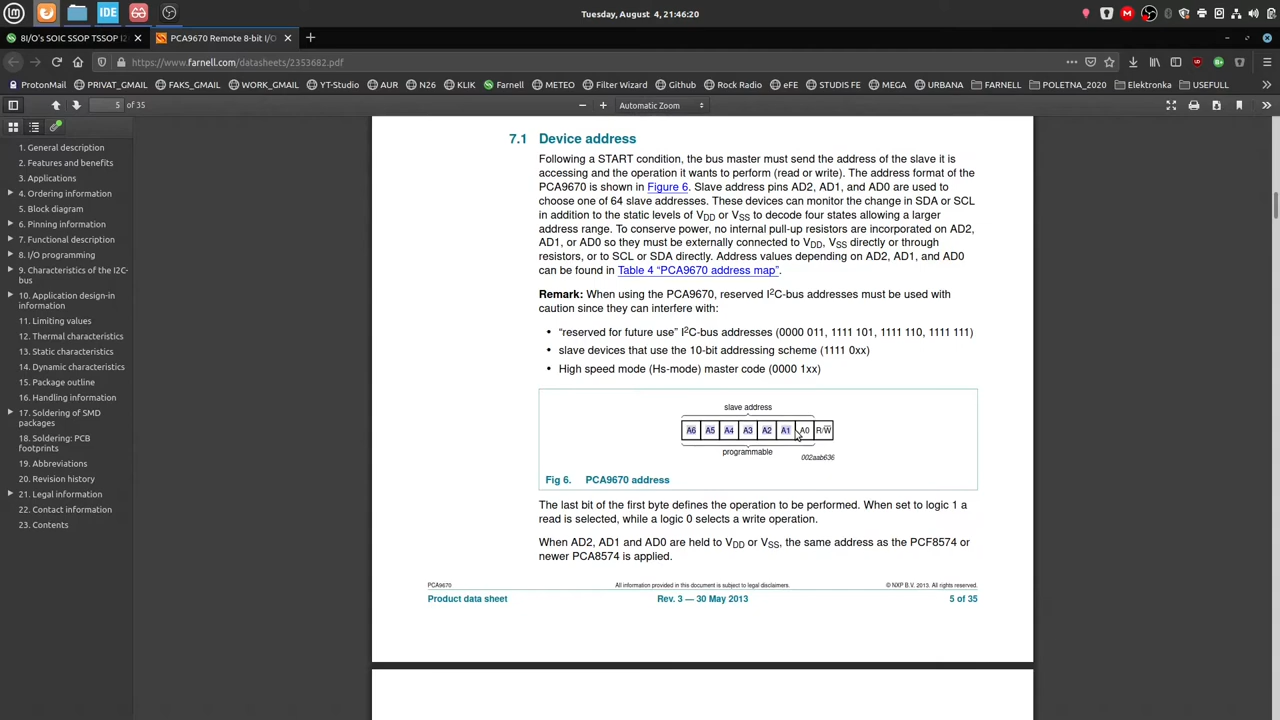 Tuesday, August 4, 21:46:20
IDE
8I/O's SOIC SSOP TSSOP I2
PCA9670 Remote 8-bit I/O
https://www.farnell.com/datasheets/2353682.pdf
ProtonMail PRIVAT_GMAIL FAKS_GMAIL WORK_GMAIL YT-Studio AUR N26 KLIK Farnell METEO Filter Wizard Github Rock Radio eFE STUDIS FE MEGA URBANA FARNELL POLETNA_2020 Elektronka USEFULL
5 of 35
Automatic Zoom
1. General description
2. Features and benefits
3. Applications
4. Ordering information
5. Block diagram
6. Pinning information
7. Functional description
8. I/O programming
9. Characteristics of the I2C-
bus
10. Application design-in
information
11. Limiting values
12. Thermal characteristics
13. Static characteristics
14. Dynamic characteristics
15. Package outline
16. Handling information
17. Soldering of SMD
packages
18. Soldering: PCB
footprints
19. Abbreviations
20. Revision history
21. Legal information
22. Contact information
23. Contents
7.1 Device address
Following a START condition, the bus master must send the address of the slave it is
accessing and the operation it wants to perform (read or write). The address format of the
PCA9670 is shown in Figure 6. Slave address pins AD2, AD1, and AD0 are used to
choose one of 64 slave addresses. These devices can monitor the change in SDA or SCL
in addition to the static levels of VDD or VSS to decode four states allowing a larger
address range. To conserve power, no internal pull-up resistors are incorporated on AD2,
AD1, or AD0 so they must be externally connected to VDD, VSS directly or through
resistors, or to SCL or SDA directly. Address values depending on AD2, AD1, and AD0
can be found in Table 4 “PCA9670 address map”.
Remark: When using the PCA9670, reserved I2C-bus addresses must be used with
caution since they can interfere with:
• “reserved for future use” I2C-bus addresses (0000 011, 1111 101, 1111 110, 1111 111)
• slave devices that use the 10-bit addressing scheme (1111 0xx)
• High speed mode (Hs-mode) master code (0000 1xx)
slave address
A6 A5 A4 A3 A2 A1 A0 R/W
programmable
002aab636
Fig 6. PCA9670 address
The last bit of the first byte defines the operation to be performed. When set to logic 1 a
read is selected, while a logic 0 selects a write operation.
When AD2, AD1 and AD0 are held to VDD or VSS, the same address as the PCF8574 or
newer PCA8574 is applied.
PCA9670 All information provided in this document is subject to legal disclaimers. © NXP B.V. 2013. All rights reserved.
Product data sheet Rev. 3 — 30 May 2013 5 of 35